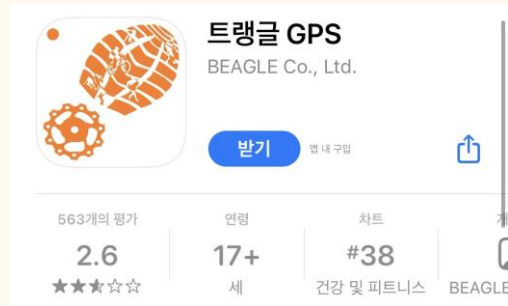 트랭글 GPS
BEAGLE Co., Ltd.
받기
앱 내 구입
563개의 평가
연령
차트
2.6
17+
#38
세
건강 및 피트니스
BEAGLE